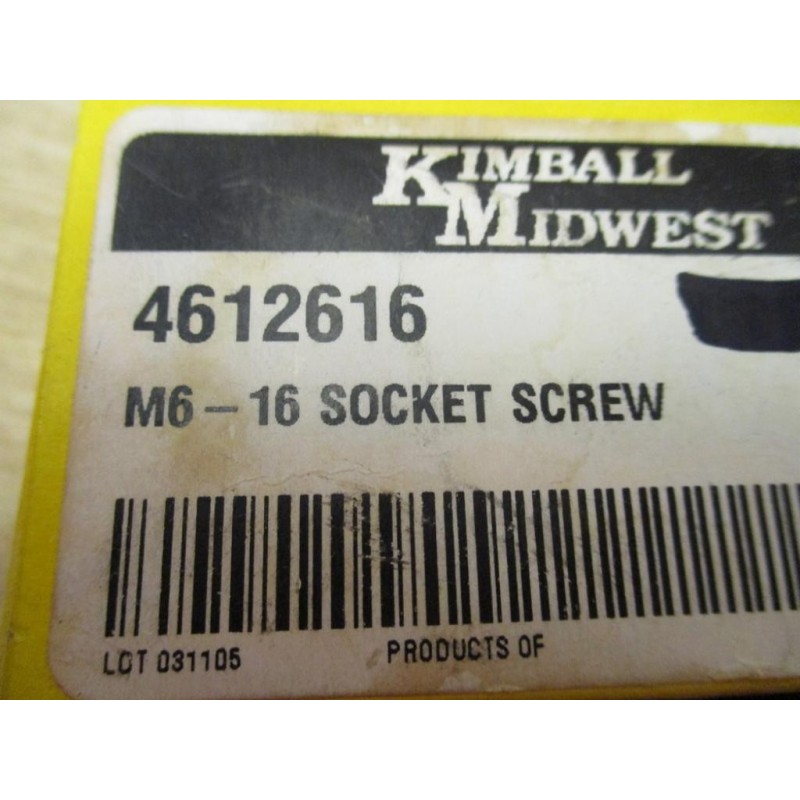 KIMBALL
MIDWEST
4612616
M6-16 SOCKET SCREW
LOT 031105
PRODUCTS OF